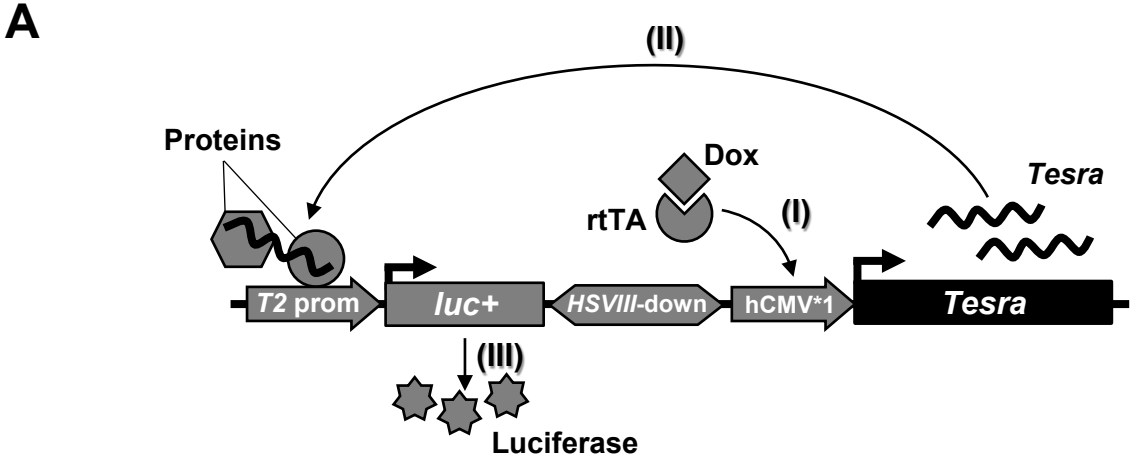 A
(II)
Proteins
Dox
Tesra
rtTA
(I)
T2 prom
luc+
HSVIII-down
hCMV*1
Tesra
(III)
Luciferase